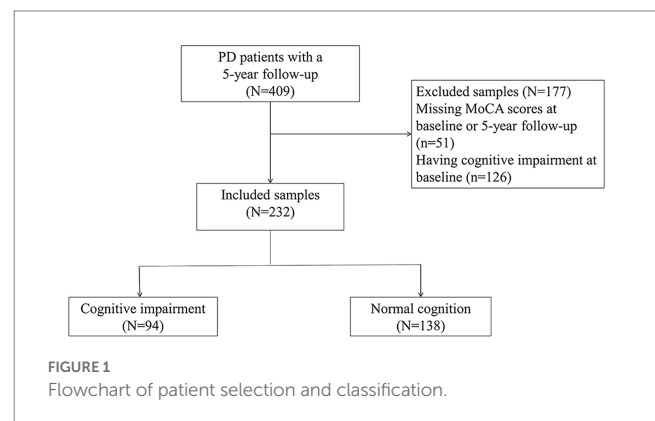 PD patients with a
5-year follow-up
(N=409)
Excluded samples (N=177)
Missing MoCA scores at
baseline or 5-year follow-up
(n=51)
Having cognitive impairment at
baseline (n=126)
Included samples
(N=232)
Cognitive impairment
(N=94)
Normal cognition
(N=138)
FIGURE 1
Flowchart of patient selection and classification.